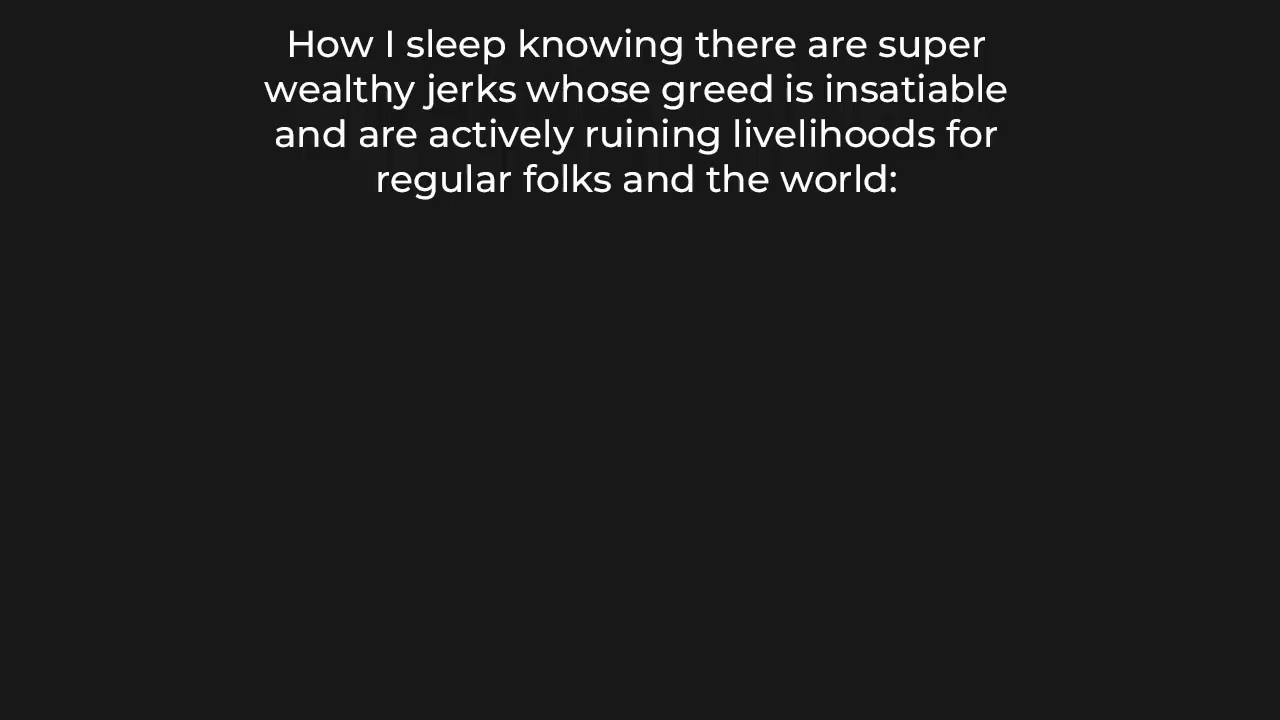 How I sleep knowing there are super
wealthy jerks whose greed is insatiable
and are actively ruining livelihoods for
regular folks and the world: